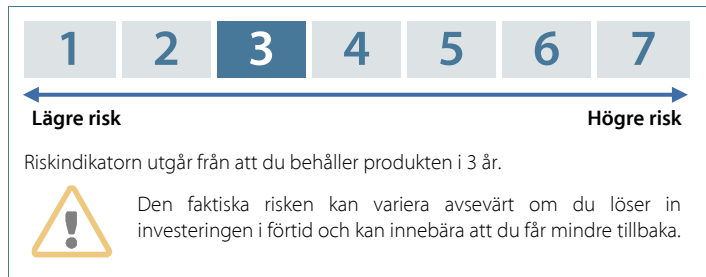 1 2 3 4 5 6 7
Lägre risk Högre risk
Riskindikatorn utgår från att du behåller produkten i 3 år.
Den faktiska risken kan variera avsevärt om du löser in
investeringen i förtid och kan innebära att du får mindre tillbaka.